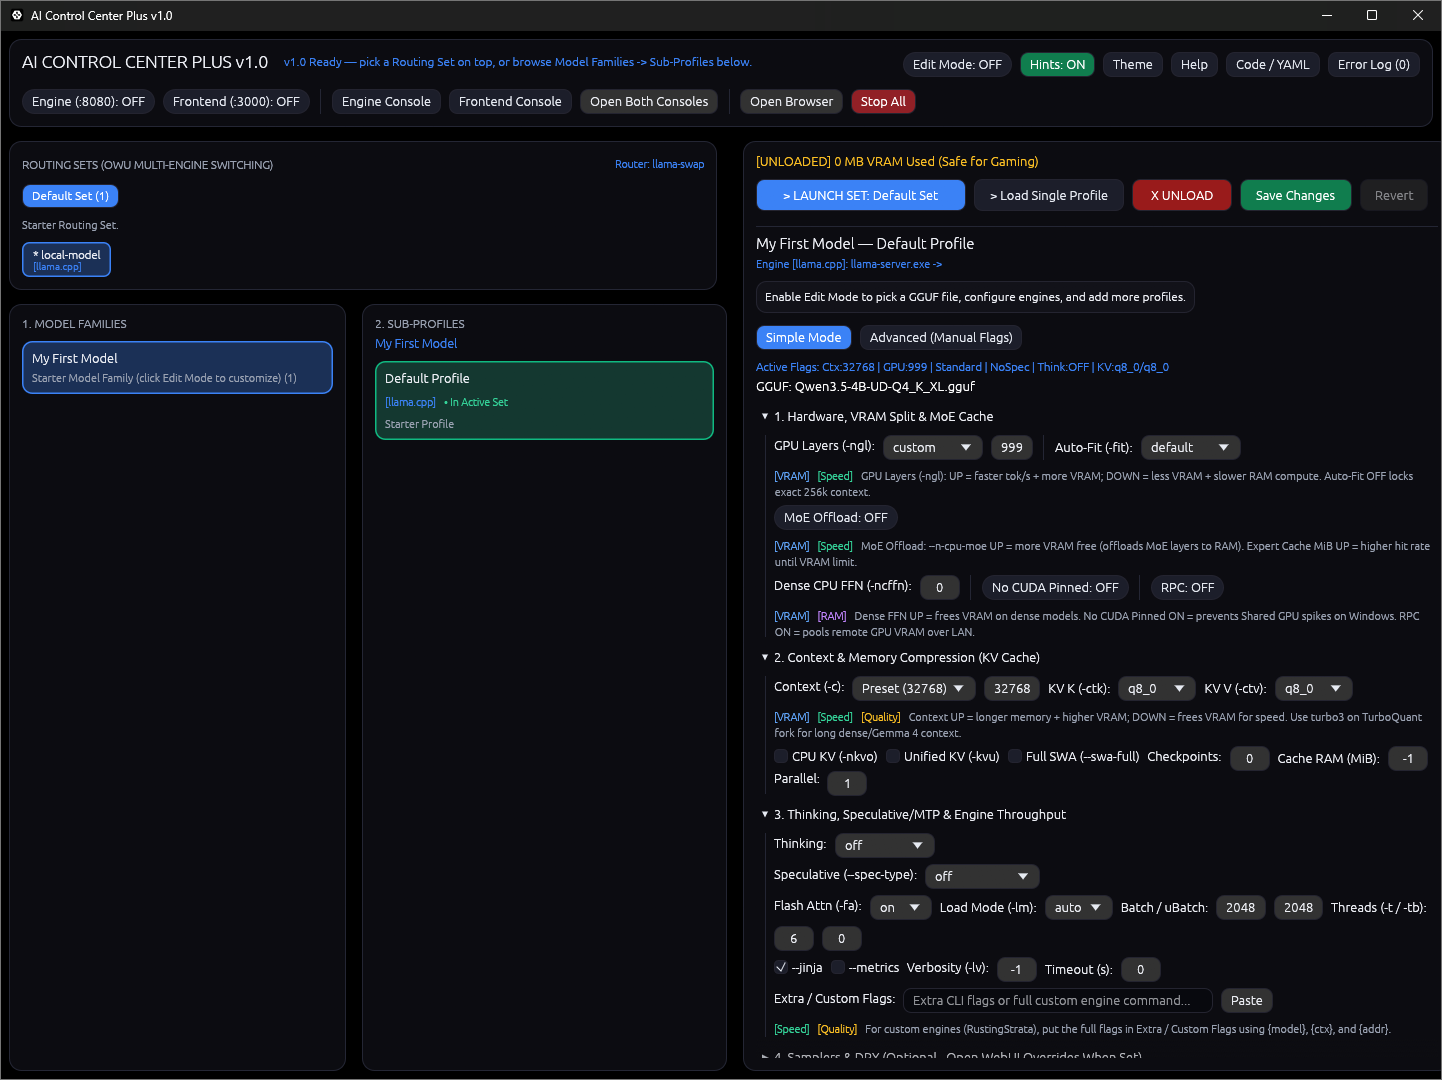 AI Control Center Plus v1.0
AI CONTROL CENTER PLUS v1.0
v1.0 Ready — pick a Routing Set on top, or browse Model Families -> Sub-Profiles below.
Edit Mode: OFF
Hints: ON
Theme
Help
Code / YAML
Error Log (0)
Engine (:8080): OFF
Frontend (:3000): OFF
Engine Console
Frontend Console
Open Both Consoles
Open Browser
Stop All
ROUTING SETS (OWU MULTI-ENGINE SWITCHING)
Router: llama-swap
Default Set (1)
Starter Routing Set.
* local-model
[llama.cpp]
1. MODEL FAMILIES
My First Model
Starter Model Family (click Edit Mode to customize) (1)
2. SUB-PROFILES
My First Model
Default Profile
[llama.cpp] • In Active Set
Starter Profile
[UNLOADED] 0 MB VRAM Used (Safe for Gaming)
> LAUNCH SET: Default Set
> Load Single Profile
X UNLOAD
Save Changes
Revert
My First Model — Default Profile
Engine [llama.cpp]: llama-server.exe ->
Enable Edit Mode to pick a GGUF file, configure engines, and add more profiles.
Simple Mode
Advanced (Manual Flags)
Active Flags: Ctx:32768 | GPU:999 | Standard | NoSpec | Think:OFF | KV:q8_0/q8_0
GGUF: Qwen3.5-4B-UD-Q4_K_XL.gguf
1. Hardware, VRAM Split & MoE Cache
GPU Layers (-ngl): custom 999 Auto-Fit (-fit): default
[VRAM] [Speed] GPU Layers (-ngl): UP = faster tok/s + more VRAM; DOWN = less VRAM + slower RAM compute. Auto-Fit OFF locks
exact 256k context.
MoE Offload: OFF
[VRAM] [Speed] MoE Offload: --n-cpu-moe UP = more VRAM free (offloads MoE layers to RAM). Expert Cache MiB UP = higher hit rate
until VRAM limit.
Dense CPU FFN (-ncffn): 0 No CUDA Pinned: OFF RPC: OFF
[VRAM] [RAM] Dense FFN UP = frees VRAM on dense models. No CUDA Pinned ON = prevents Shared GPU spikes on Windows. RPC
ON = pools remote GPU VRAM over LAN.
2. Context & Memory Compression (KV Cache)
Context (-c): Preset (32768) 32768 KV K (-ctk): q8_0 KV V (-ctv): q8_0
[VRAM] [Speed] [Quality] Context UP = longer memory + higher VRAM; DOWN = frees VRAM for speed. Use turbo3 on TurboQuant
fork for long dense/Gemma 4 context.
CPU KV (-nkvo) Unified KV (-kvu) Full SWA (--swa-full) Checkpoints: 0 Cache RAM (MiB): -1
Parallel: 1
3. Thinking, Speculative/MTP & Engine Throughput
Thinking: off
Speculative (--spec-type): off
Flash Attn (-fa): on Load Mode (-lm): auto Batch / uBatch: 2048 2048 Threads (-t / -tb):
6 0
--jinja --metrics Verbosity (-lv): -1 Timeout (s): 0
Extra / Custom Flags: Extra CLI flags or full custom engine command... Paste
[Speed] [Quality] For custom engines (RustingStrata), put the full flags in Extra / Custom Flags using {model}, {ctx}, and {addr}.
4. Samplers & DRY (Optional - Open WebUI Overrides When Set)